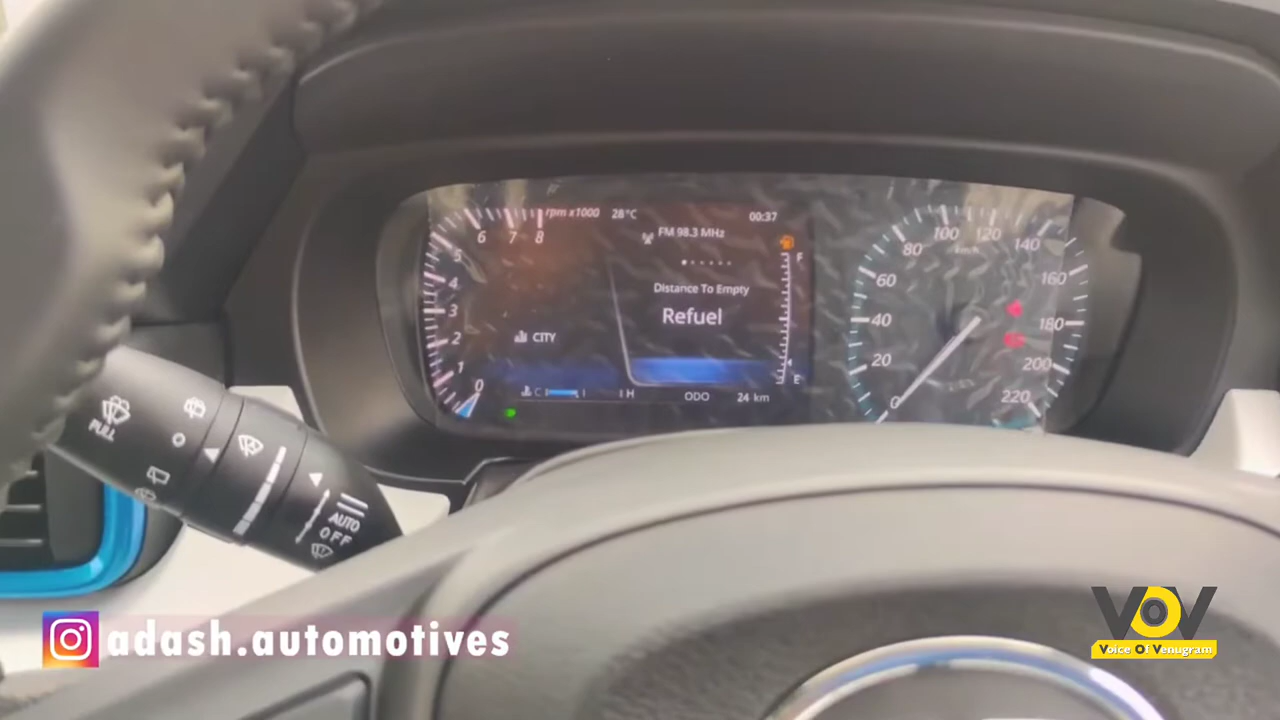 rpm x1000 28°C 00:37
FM 98.3 MHz
6 7 8
5
4
3
2
1
0
F
Distance To Empty
Refuel
CITY
E
C H ODO 24 km
0 20 40 60 80 100 120 140 160 180 200 220
km/h
PULL
AUTO
OFF
adash.automotives
VOV
Voice Of Venugram